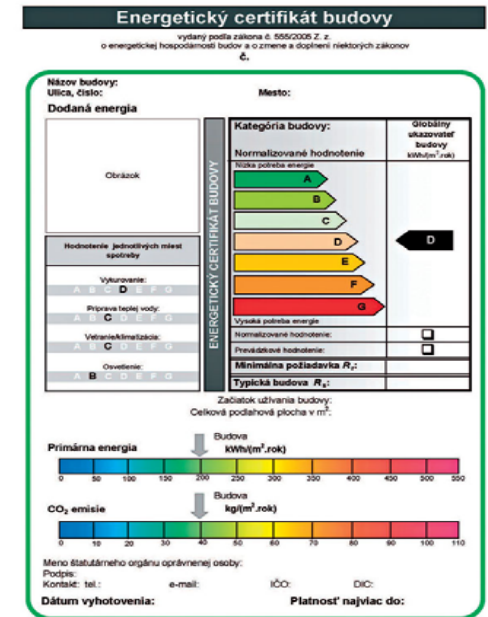 Energetický certifikát budovy
vydaný podľa zákona č. 555/2005 Z. z.
o energetickej hospodárnosti budov a o zmene a doplnení niektorých zákonov
č.
Názov budovy:
Ulica, číslo: Mesto:
Dodaná energia
Obrázok
Hodnotenie jednotlivých miest
spotreby
Vykurovanie:
A B C D E F G
Príprava teplej vody:
A B C D E F G
Vetranie/klimatizácia:
A B C D E F G
Osvetlenie:
A B C D E F G
ENERGETICKÝ CERTIFIKÁT BUDOVY
Kategória budovy:
Normalizované hodnotenie
Globálny
ukazovateľ
budovy
kWh/(m².rok)
Nízka potreba energie
A
B
C
D
D
E
F
G
Vysoká potreba energie
Normalizované hodnotenie:
Prevádzkové hodnotenie:
Minimálna požiadavka Rr:
Typická budova Rs:
Začiatok užívania budovy:
Celková podlahová plocha v m²:
Budova
Primárna energia kWh/(m².rok)
0 50 100 150 200 250 300 350 400 450 500 550
Budova
CO₂ emisie kg/(m².rok)
0 10 20 30 40 50 60 70 80 90 100 110
Meno štatutárneho orgánu oprávnenej osoby:
Podpis:
Kontakt: tel.: e-mail: IČO: DIC:
Dátum vyhotovenia: Platnosť najviac do: